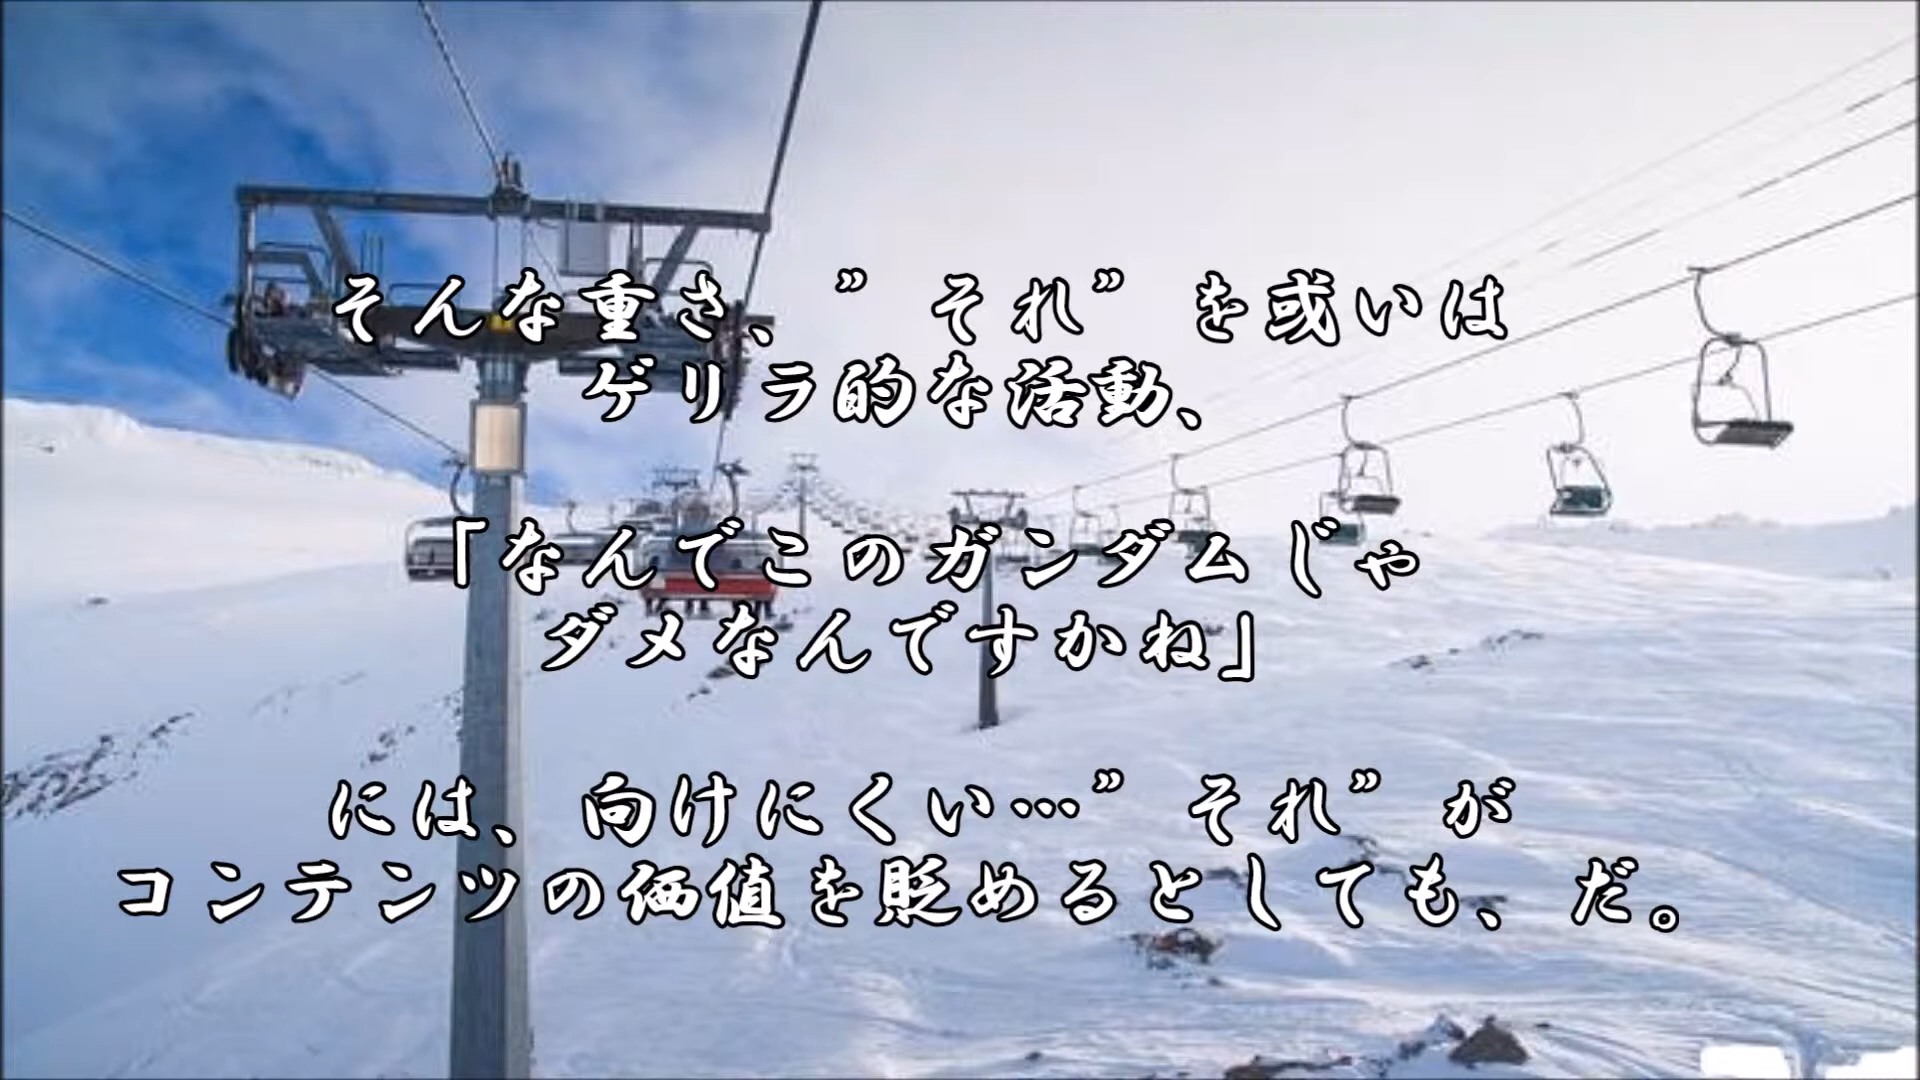 そんな重さ、”それ”を或いは
ゲリラ的な活動、
「なんでこのガンダムじゃ
ダメなんですかね」
には、向けにくい…”それ”が
コンテンツの価値を貶めるとしても、だ。